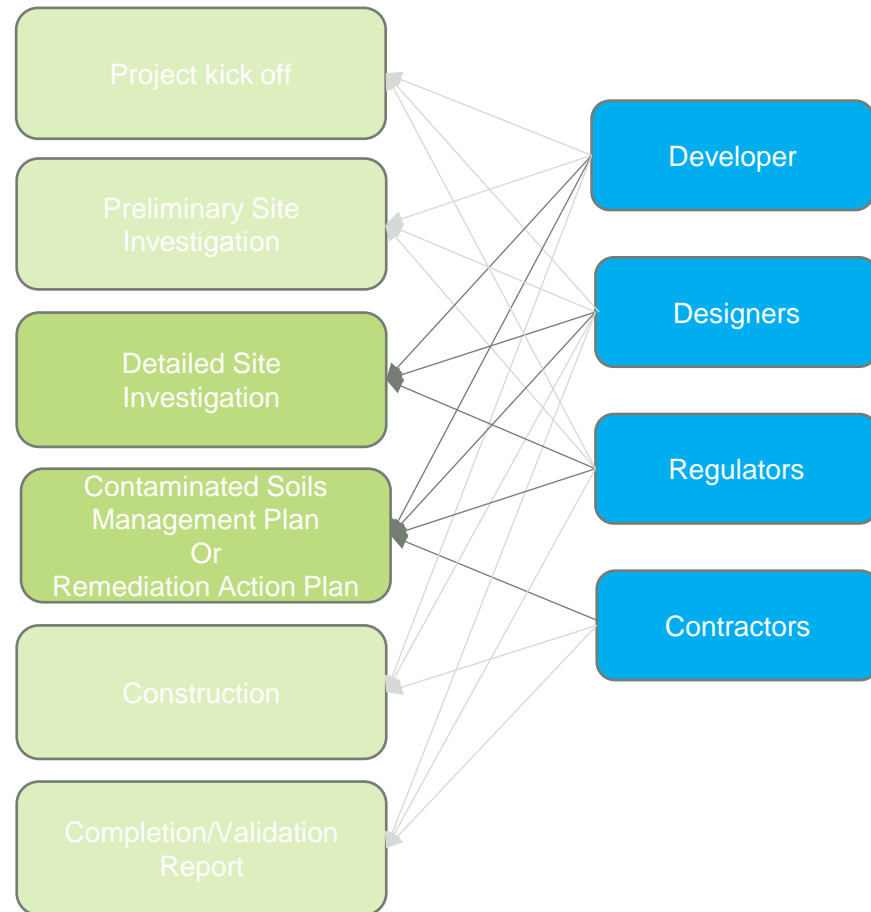 Project kick off
Preliminary Site
Investigation
Detailed Site
Investigation
Contaminated Soils
Management Plan
Or
Remediation Action Plan
Construction
Completion/Validation
Report
Developer
Designers
Regulators
Contractors